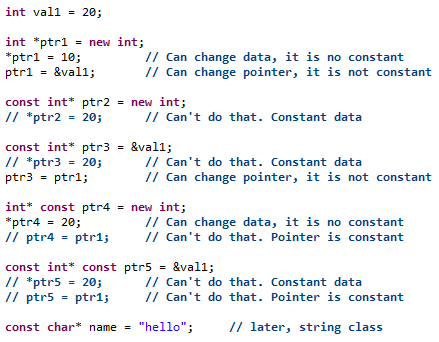 int val1 = 20;
int *ptr1 = new int;
*ptr1 = 10;         // Can change data, it is no constant
ptr1 = &val1;       // Can change pointer, it is not constant
const int* ptr2 = new int;
// *ptr2 = 20;      // Can't do that. Constant data
const int* ptr3 = &val1;
// *ptr3 = 20;      // Can't do that. Constant data
ptr3 = ptr1;        // Can change pointer, it is not constant
int* const ptr4 = new int;
*ptr4 = 20;         // Can change data, it is no constant
// ptr4 = ptr1;     // Can't do that. Pointer is constant
const int* const ptr5 = &val1;
// *ptr5 = 20;      // Can't do that. Constant data
// ptr5 = ptr1;     // Can't do that. Pointer is constant
const char* name = "hello";     // later, string class